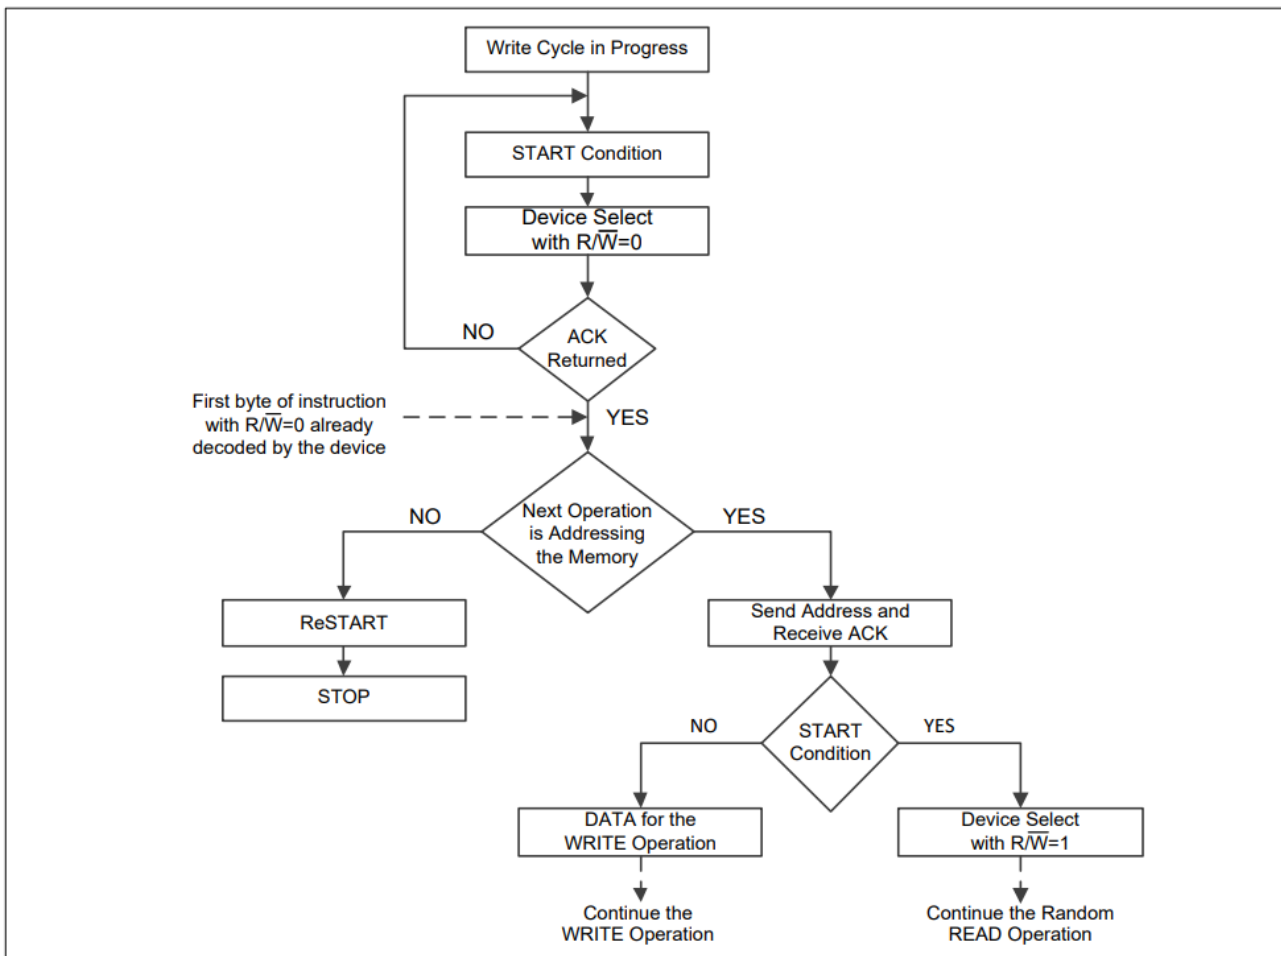 Write Cycle in Progress
START Condition
Device Select
with R/W̅=0
NO
ACK
Returned
First byte of instruction
with R/W̅=0 already
decoded by the device
YES
NO
Next Operation
is Addressing
the Memory
YES
ReSTART
Send Address and
Receive ACK
STOP
NO
START
Condition
YES
DATA for the
WRITE Operation
Device Select
with R/W̅=1
Continue the
WRITE Operation
Continue the Random
READ Operation